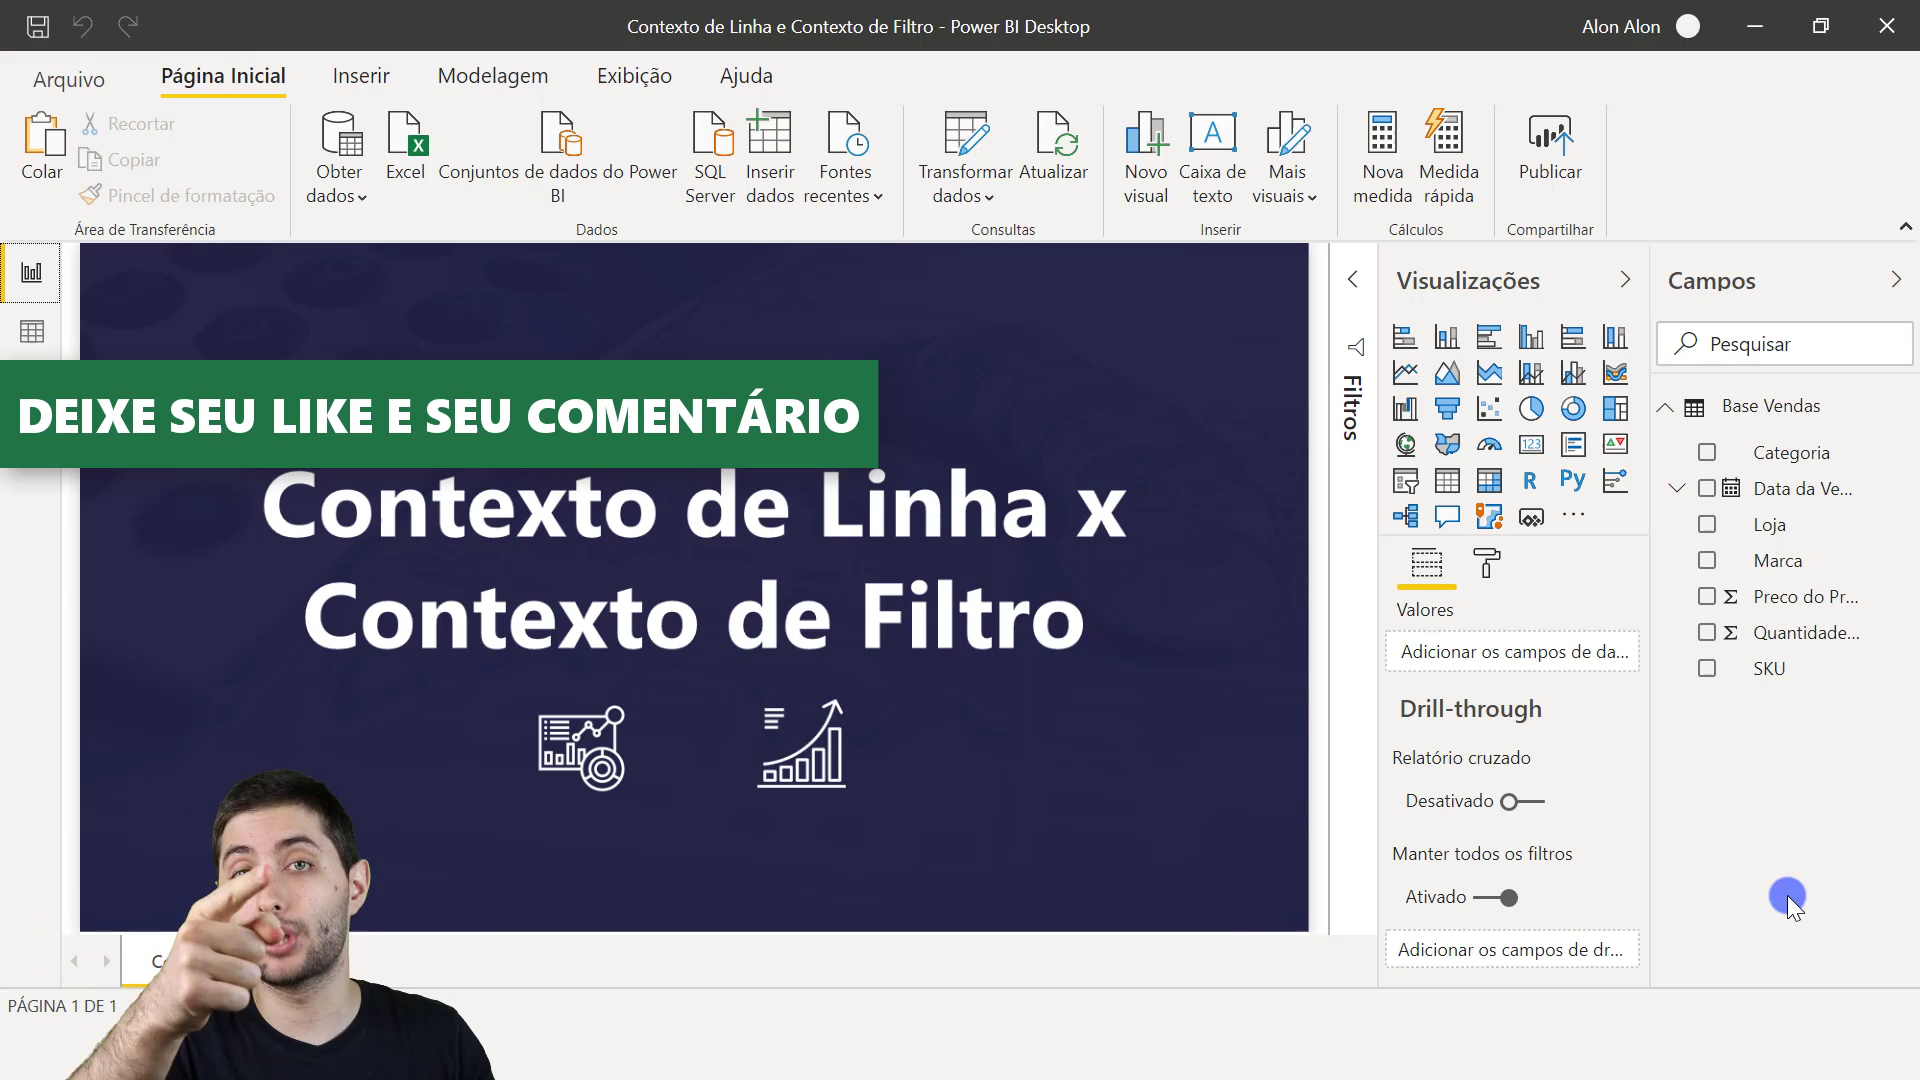 Contexto de Linha e Contexto de Filtro - Power BI Desktop
Alon Alon
Arquivo
Página Inicial
Inserir
Modelagem
Exibição
Ajuda
Colar
Recortar
Copiar
Pincel de formatação
Área de Transferência
Obter
dados
Excel
Conjuntos de dados do Power
BI
SQL
Server
Inserir
dados
Fontes
recentes
Dados
Transformar
dados
Atualizar
Consultas
Novo
visual
Caixa de
texto
Mais
visuais
Inserir
Nova
medida
Medida
rápida
Cálculos
Publicar
Compartilhar
DEIXE SEU LIKE E SEU COMENTÁRIO
Contexto de Linha x
Contexto de Filtro
Filtros
Visualizações
123
R
Py
Valores
Adicionar os campos de da...
Drill-through
Relatório cruzado
Desativado
Manter todos os filtros
Ativado
Adicionar os campos de dr...
Campos
Pesquisar
Base Vendas
Categoria
Data da Ve...
Loja
Marca
Σ Preco do Pr...
Σ Quantidade...
SKU
PÁGINA 1 DE 1